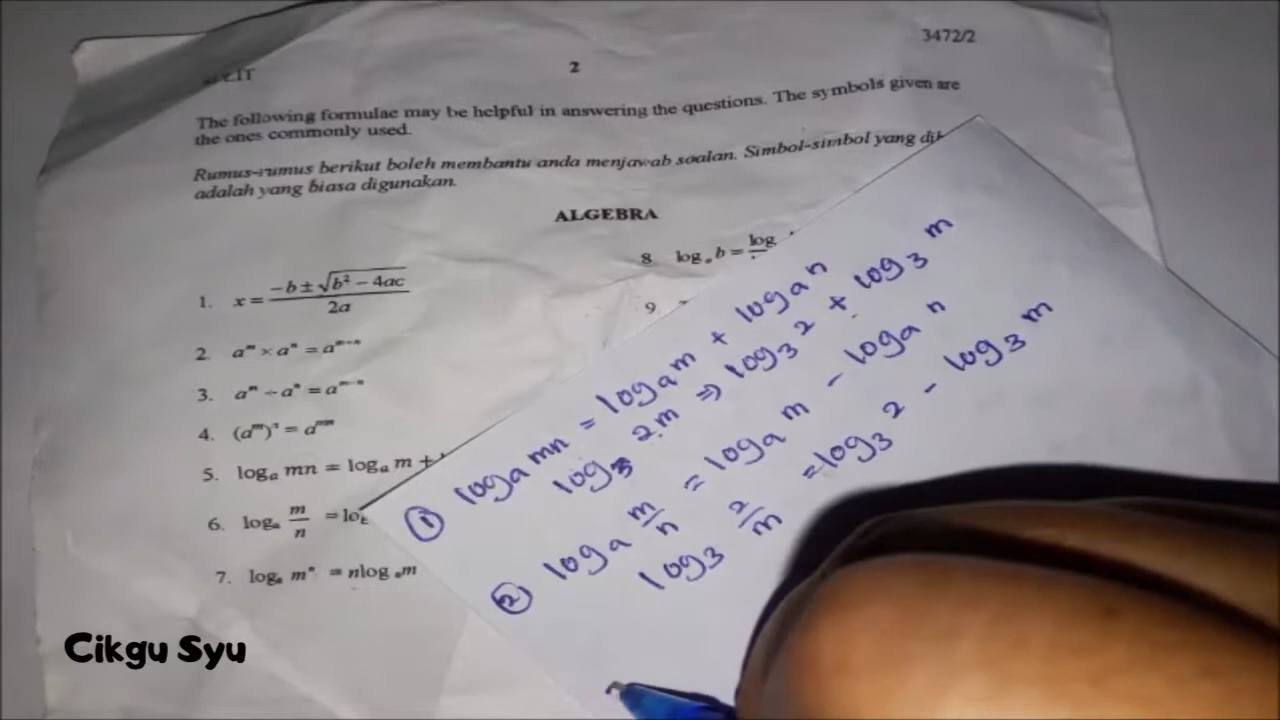 3472/2
2
The following formulae may be helpful in answering the questions. The symbols given are
the ones commonly used.
Rumus-rumus berikut boleh membantu anda menjawab soalan. Simbol-simbol yang
adalah yang biasa digunakan.
ALGEBRA
1. x = (-b ± √(b² - 4ac)) / 2a
2. aᵐ × aⁿ = aᵐ⁺ⁿ
3. aᵐ ÷ aⁿ = aᵐ⁻ⁿ
4. (aᵐ)ⁿ = aᵐⁿ
5. logₐ mn = logₐ m +
6. logₐ m/n =
7. logₐ mⁿ = nlogₐ m
8. logₐ b = log
9.
① logₐ mn = logₐ m + logₐ n
log₃ 2m ⇒ log₃ 2 + log₃ m
② logₐ m/n = logₐ m - logₐ n
log₃ 2/m = log₃ 2 - log₃ m
Cikgu Syu